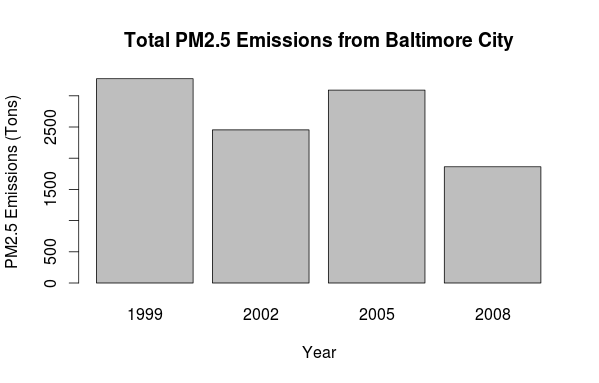 Total PM2.5 Emissions from Baltimore City
PM2.5 Emissions (Tons)
2500
1500
500
0
1999 2002 2005 2008
Year